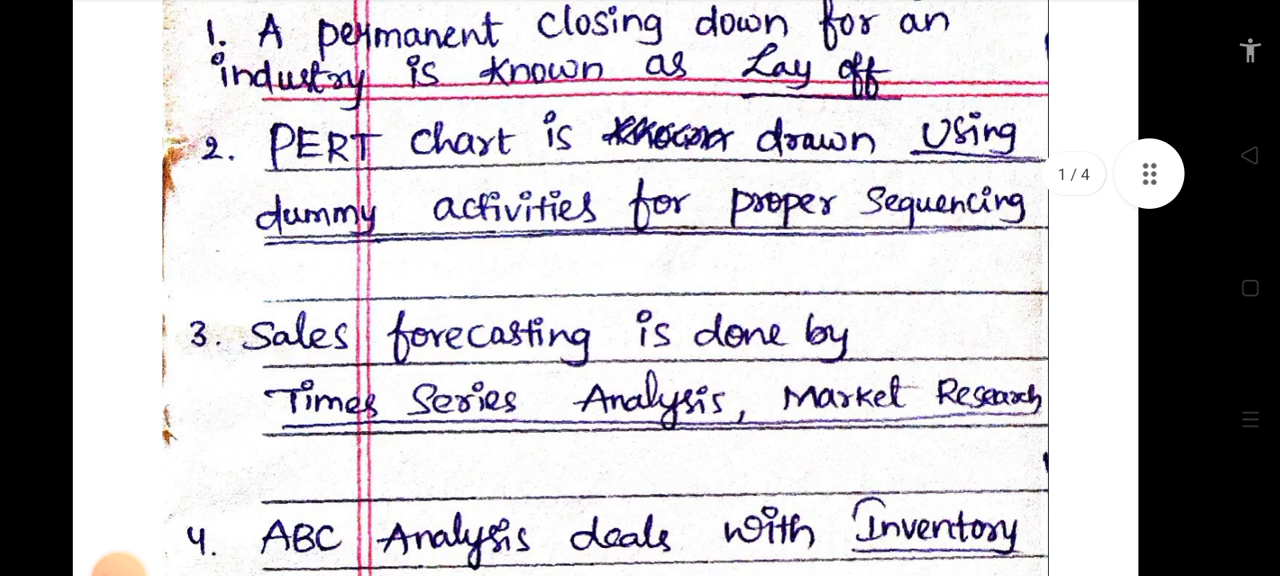 1. A permanent closing down for an
industry is known as Lay off
2. PERT chart is drawn using
dummy activities for proper sequencing
1 / 4
3. Sales forecasting is done by
Times Series Analysis, Market Research
4. ABC Analysis deals with Inventory